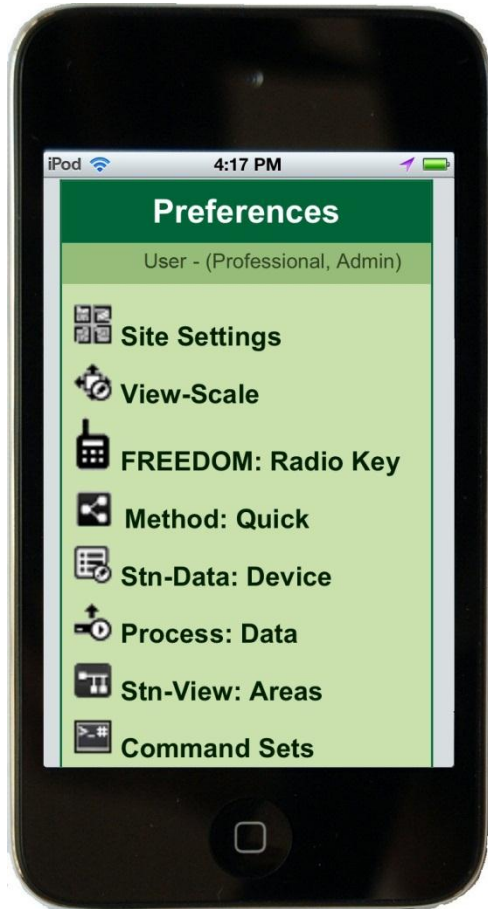 iPod 4:17 PM
Preferences
User - (Professional, Admin)
Site Settings
View-Scale
FREEDOM: Radio Key
Method: Quick
Stn-Data: Device
Process: Data
Stn-View: Areas
>_#
Command Sets